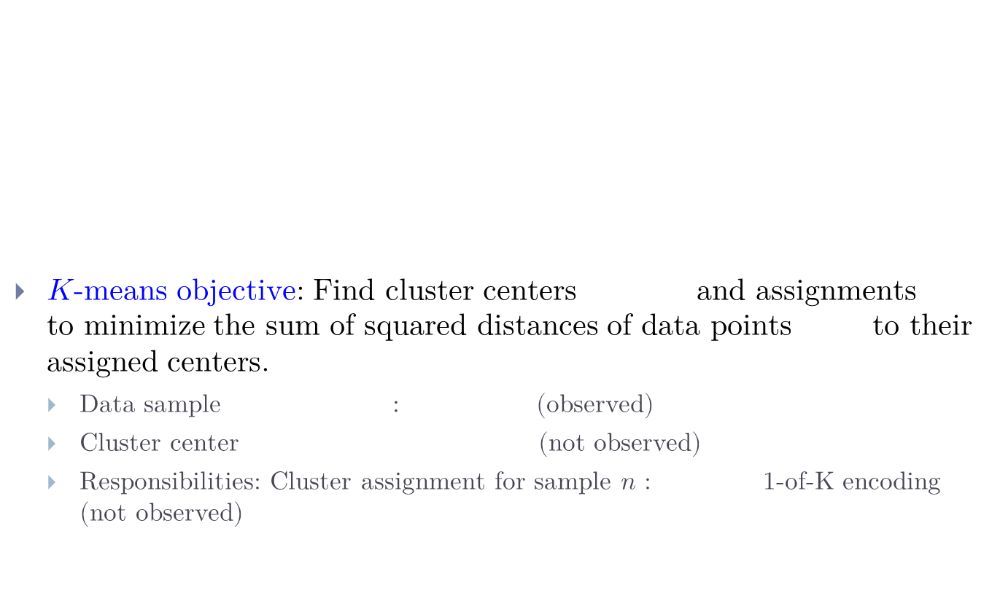 K-means objective: Find cluster centers and assignments
to minimize the sum of squared distances of data points to their
assigned centers.
Data sample : (observed)
Cluster center (not observed)
Responsibilities: Cluster assignment for sample n : 1-of-K encoding
(not observed)